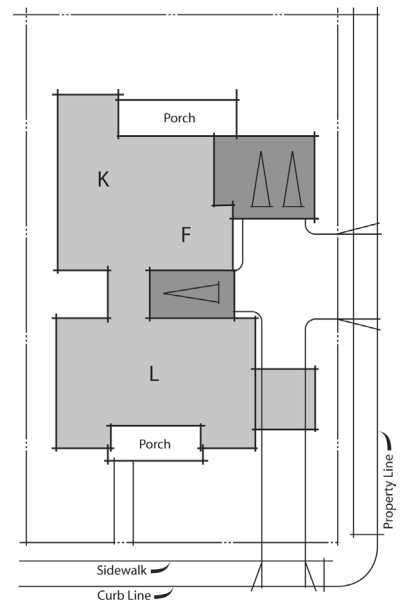 Porch
K
F
L
Porch
Property Line
Sidewalk
Curb Line